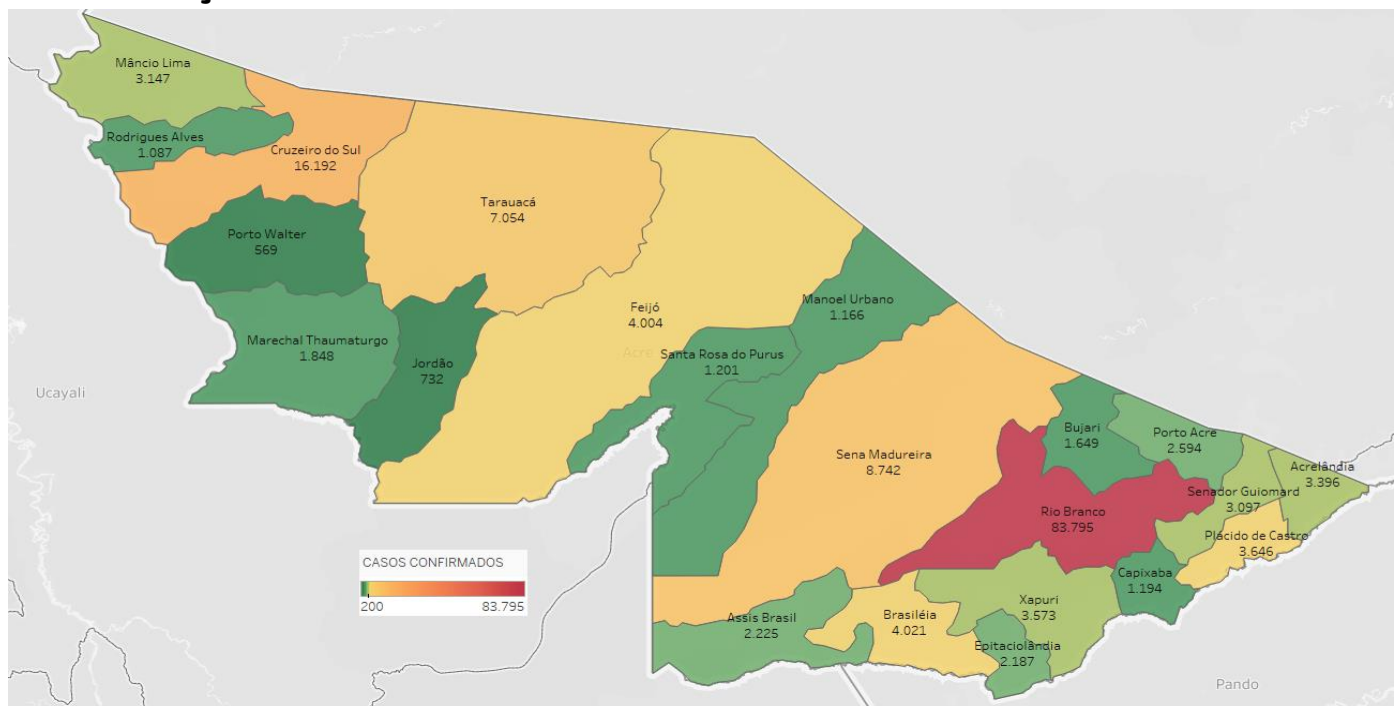 Mâncio Lima
3.147
Rodrigues Alves
1.087
Cruzeiro do Sul
16.192
Tarauacá
7.054
Porto Walter
569
Marechal Thaumaturgo
1.848
Jordão
732
Feijó
4.004
Acre
Manoel Urbano
1.166
Santa Rosa do Purus
1.201
Ucayali
Sena Madureira
8.742
Bujari
1.649
Porto Acre
2.594
Acrelândia
3.396
Senador Guiomard
3.097
Rio Branco
83.795
Plácido de Castro
3.646
Capixaba
1.194
Xapuri
3.573
Assis Brasil
2.225
Brasiléia
4.021
Epitaciolândia
2.187
CASOS CONFIRMADOS
200 83.795
Pando